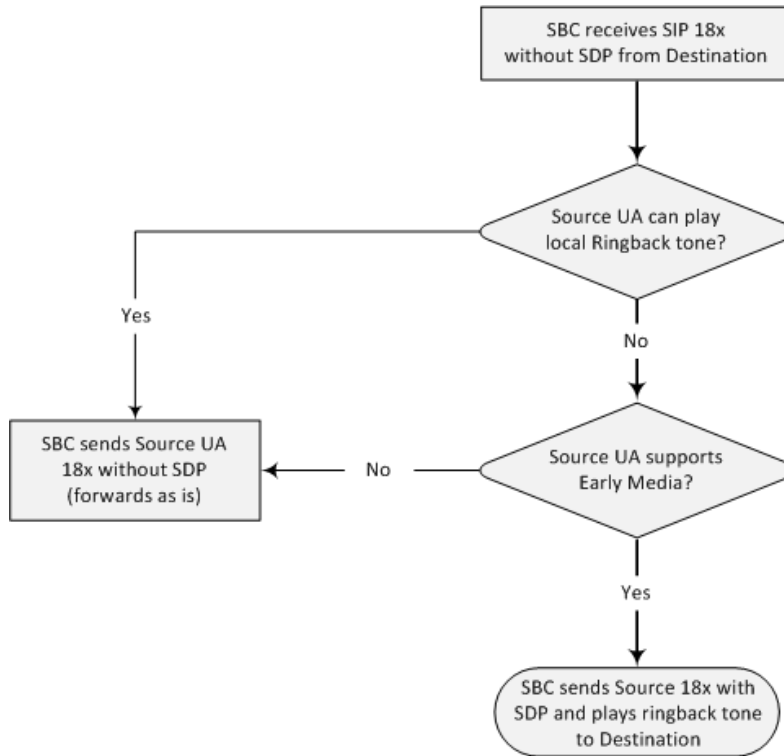 SBC receives SIP 18x
without SDP from Destination
Source UA can play
local Ringback tone?
Yes
No
SBC sends Source UA
18x without SDP
(forwards as is)
No
Source UA supports
Early Media?
Yes
SBC sends Source 18x with
SDP and plays ringback tone
to Destination